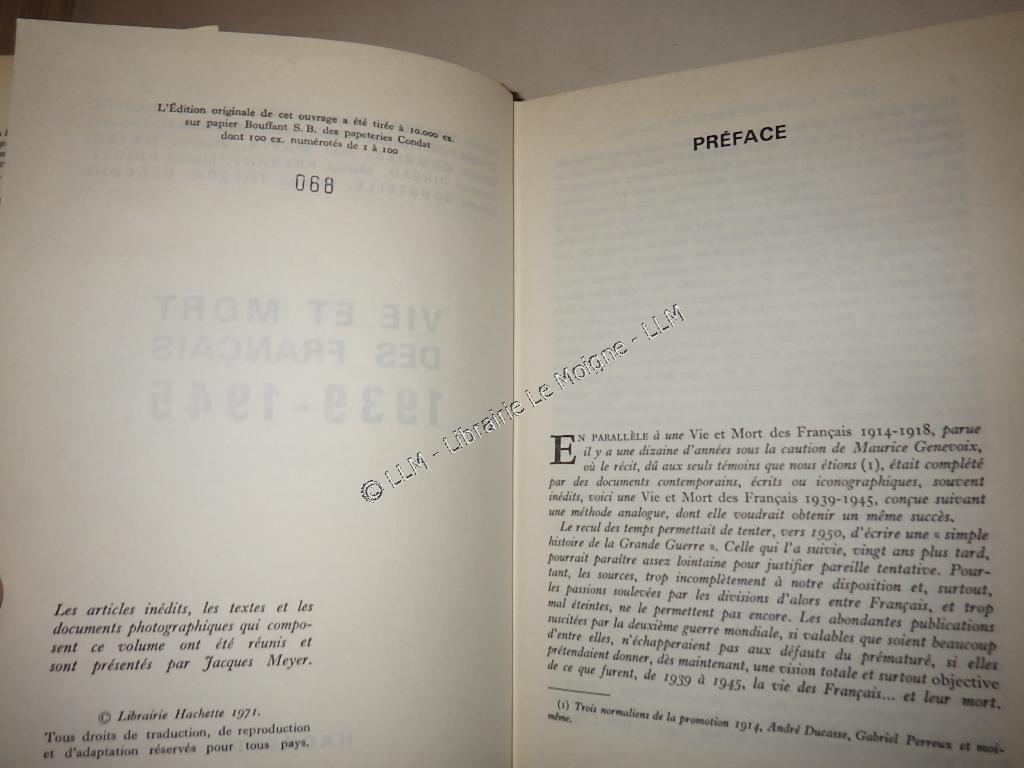 L'Édition originale de cet ouvrage a été tirée à 10.000 ex.
sur papier Bouffant S.B. des papeteries Condat
dont 100 ex. numérotés de 1 à 100
068
VIE ET MORT
DES FRANÇAIS
1939-1945
Les articles inédits, les textes et les
documents photographiques qui compo-
sent ce volume ont été réunis et
sont présentés par Jacques Meyer.
© Librairie Hachette 1971.
Tous droits de traduction, de reproduction
et d'adaptation réservés pour tous pays.
PRÉFACE
EN PARALLÈLE à une Vie et Mort des Français 1914-1918, parue
il y a une dizaine d'années sous la caution de Maurice Genevoix,
où le récit, dû aux seuls témoins que nous étions (1), était complété
par des documents contemporains, écrits ou iconographiques, souvent
inédits, voici une Vie et Mort des Français 1939-1945, conçue suivant
une méthode analogue, dont elle voudrait obtenir un même succès.
Le recul des temps permettait de tenter, vers 1950, d'écrire une « simple
histoire de la Grande Guerre ». Celle qui l'a suivie, vingt ans plus tard,
pourrait paraître assez lointaine pour justifier pareille tentative. Pour-
tant, les sources, trop incomplètement à notre disposition et, surtout,
les passions soulevées par les divisions d'alors entre Français, et trop
mal éteintes, ne le permettent pas encore. Les abondantes publications
suscitées par la deuxième guerre mondiale, si valables que soient beaucoup
d'entre elles, n'échapperaient pas aux défauts du prématuré, si elles
prétendaient donner, dès maintenant, une vision totale et surtout objective
de ce que furent, de 1939 à 1945, la vie des Français... et leur mort.
(1) Trois normaliens de la promotion 1914, André Ducasse, Gabriel Perreux et moi-
même.
© LLM - Librairie Le Moigne - LLM